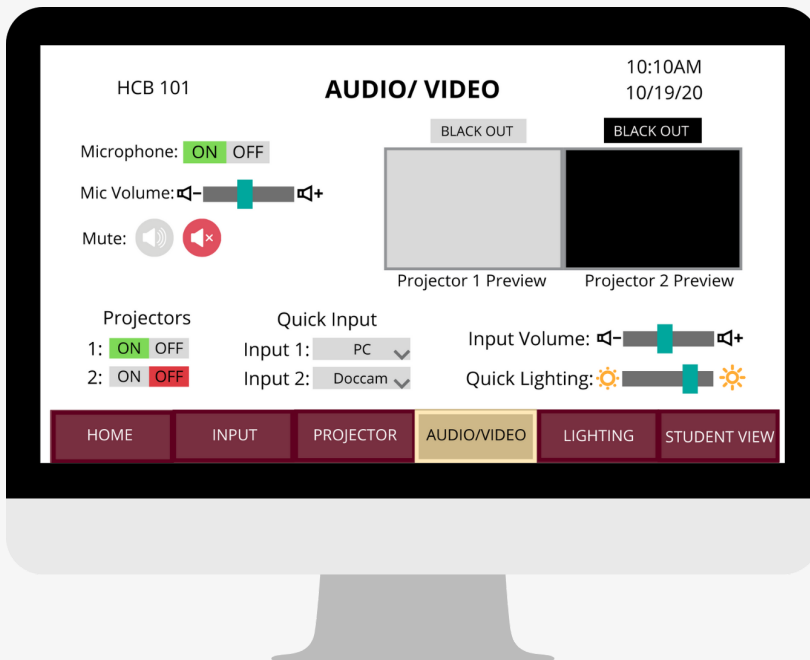 HCB 101
AUDIO/ VIDEO
10:10AM
10/19/20
BLACK OUT
BLACK OUT
Microphone: ON OFF
Mic Volume: - +
Mute:
Projector 1 Preview
Projector 2 Preview
Projectors
1: ON OFF
2: ON OFF
Quick Input
Input 1: PC
Input 2: Doccam
Input Volume: - +
Quick Lighting:
HOME
INPUT
PROJECTOR
AUDIO/VIDEO
LIGHTING
STUDENT VIEW